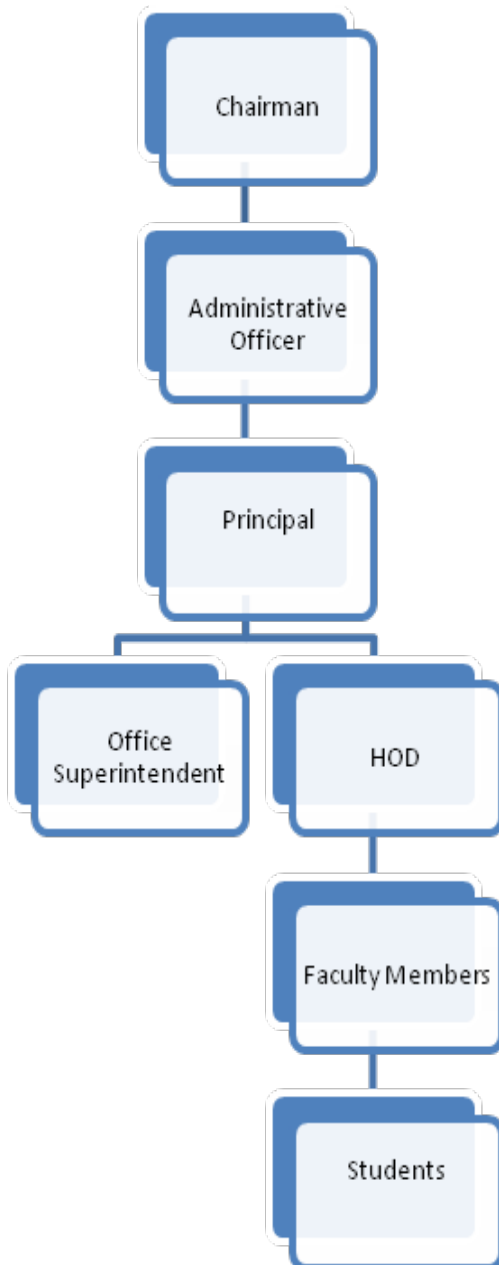 Chairman
Administrative
Officer
Principal
Office
Superintendent
HOD
Faculty Members
Students